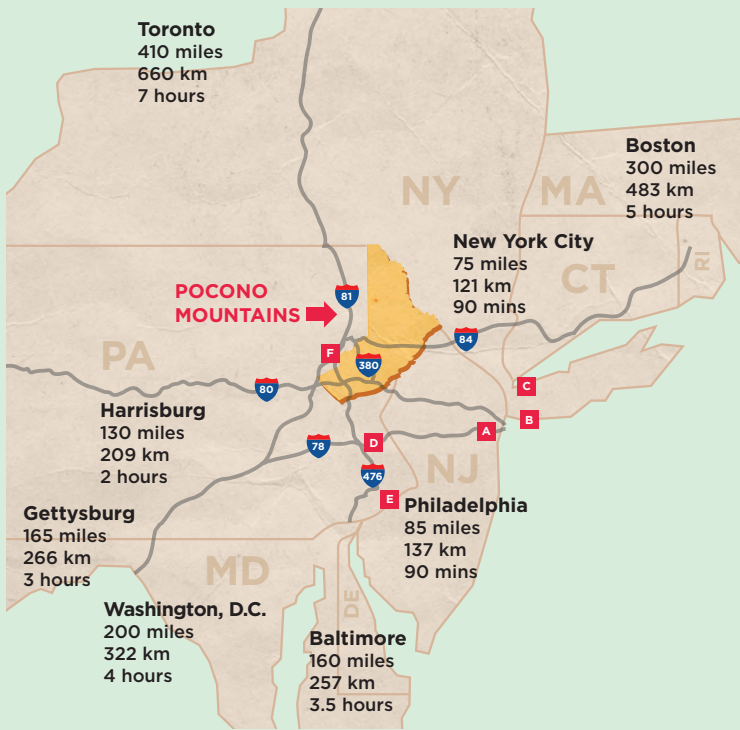 Toronto
410 miles
660 km
7 hours
Boston
300 miles
483 km
5 hours
NY
MA
New York City
75 miles
121 km
90 mins
CT
RI
POCONO
MOUNTAINS
81
84
PA
F
380
80
C
Harrisburg
130 miles
209 km
2 hours
B
A
78
D
NJ
476
E
Gettysburg
165 miles
266 km
3 hours
Philadelphia
85 miles
137 km
90 mins
MD
DE
Washington, D.C.
200 miles
322 km
4 hours
Baltimore
160 miles
257 km
3.5 hours